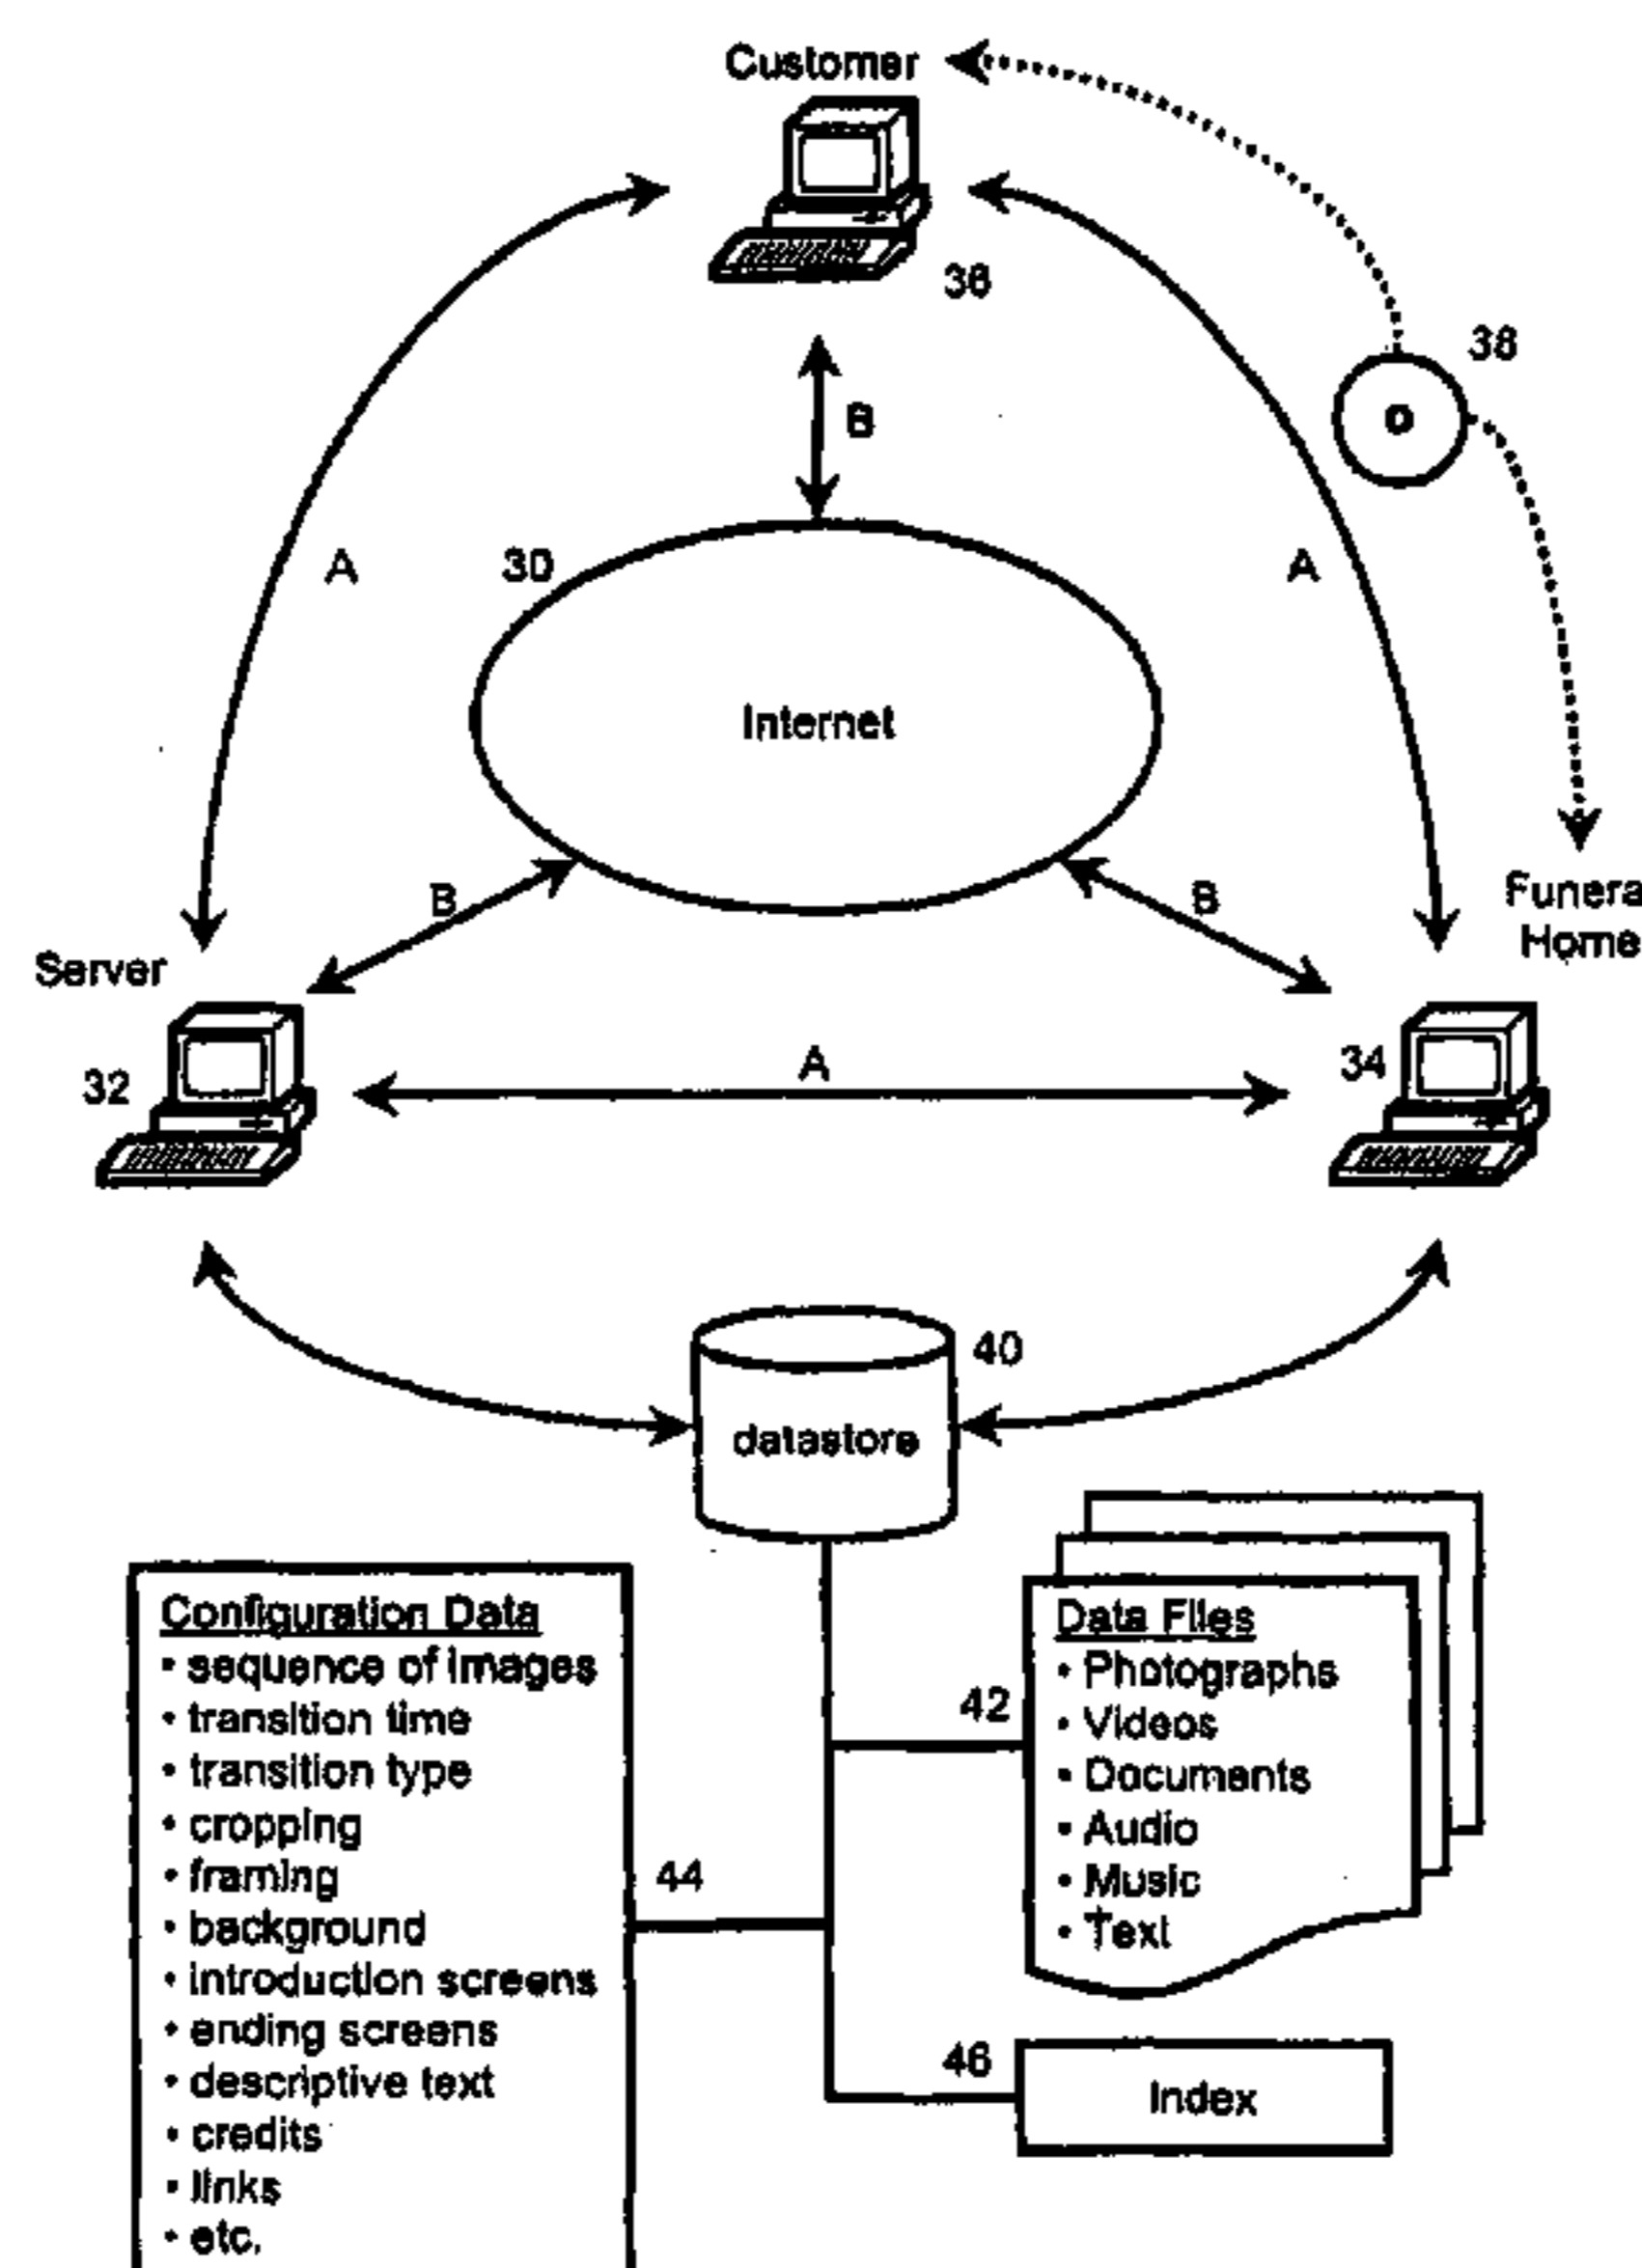 Customer
36
38
B
30
A
A
Internet
B
B
Funera
Home
Server
A
34
32
40
datastore
Configuration Data
• sequence of images
• transition time
• transition type
• cropping
• framing
• background
• introduction screens
• ending screens
• descriptive text
• credits
• links
• etc.
44
42
Data Files
• Photographs
• Videos
• Documents
• Audio
• Music
• Text
46
Index